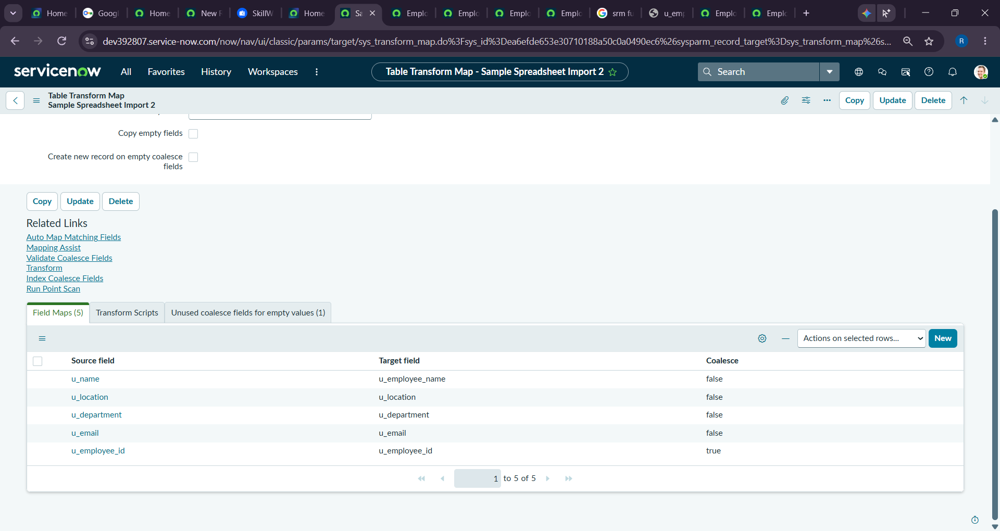 Home
Googl
Home
New R
SkillW
Home
Sa
Emplo
Emplo
Emplo
Emplo
srm fu
u_emp
Emplo
Emplo
dev392807.service-now.com/now/nav/ui/classic/params/target/sys_transform_map.do%3Fsys_id%3Dea6efde653e30710188a50c0a0490ec6%26sysparm_record_target%3Dsys_transform_map%26s...
R
servicenow
All
Favorites
History
Workspaces
Table Transform Map - Sample Spreadsheet Import 2
Search
Table Transform Map
Sample Spreadsheet Import 2
Copy
Update
Delete
Copy empty fields
Create new record on empty coalesce
fields
Copy
Update
Delete
Related Links
Auto Map Matching Fields
Mapping Assist
Validate Coalesce Fields
Transform
Index Coalesce Fields
Run Point Scan
Field Maps (5)
Transform Scripts
Unused coalesce fields for empty values (1)
Actions on selected rows...
New
Source field Target field Coalesce
u_name u_employee_name false
u_location u_location false
u_department u_department false
u_email u_email false
u_employee_id u_employee_id true
1 to 5 of 5